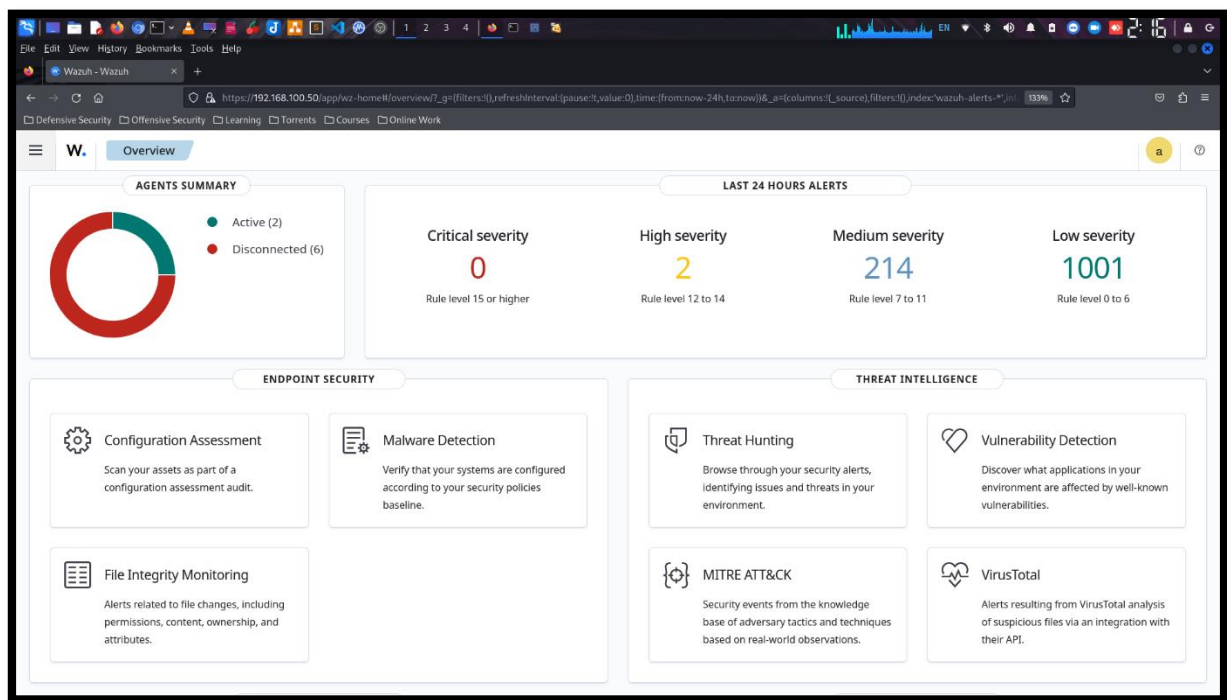 1 2 3 4
EN
2:16
File Edit View History Bookmarks Tools Help
Wazuh - Wazuh
https://192.168.100.50/app/wz-home#/overview/?_g=(filters:!(),refreshInterval:(pause:!t,value:0),time:(from:now-24h,to:now))&_a=(columns:!(_source),filters:!(),index:'wazuh-alerts-*',int
133%
Defensive Security Offensive Security Learning Torrents Courses Online Work
W. Overview a
AGENTS SUMMARY
Active (2)
Disconnected (6)
LAST 24 HOURS ALERTS
Critical severity
0
Rule level 15 or higher
High severity
2
Rule level 12 to 14
Medium severity
214
Rule level 7 to 11
Low severity
1001
Rule level 0 to 6
ENDPOINT SECURITY
Configuration Assessment
Scan your assets as part of a
configuration assessment audit.
Malware Detection
Verify that your systems are configured
according to your security policies
baseline.
File Integrity Monitoring
Alerts related to file changes, including
permissions, content, ownership, and
attributes.
THREAT INTELLIGENCE
Threat Hunting
Browse through your security alerts,
identifying issues and threats in your
environment.
Vulnerability Detection
Discover what applications in your
environment are affected by well-known
vulnerabilities.
MITRE ATT&CK
Security events from the knowledge
base of adversary tactics and techniques
based on real-world observations.
VirusTotal
Alerts resulting from VirusTotal analysis
of suspicious files via an integration with
their API.